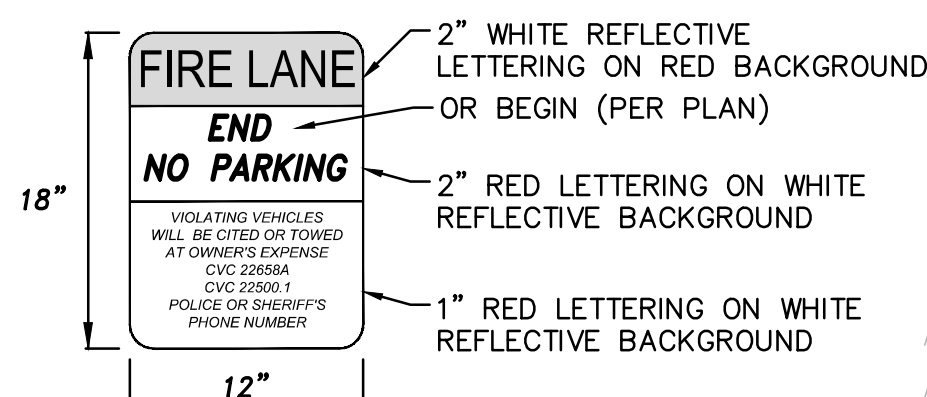 FIRE LANE
END
NO PARKING
VIOLATING VEHICLES
WILL BE CITED OR TOWED
AT OWNER'S EXPENSE
CVC 22658A
CVC 22500.1
POLICE OR SHERIFF'S
PHONE NUMBER
18”
12”
2” WHITE REFLECTIVE
LETTERING ON RED BACKGROUND
OR BEGIN (PER PLAN)
2” RED LETTERING ON WHITE
REFLECTIVE BACKGROUND
1” RED LETTERING ON WHITE
REFLECTIVE BACKGROUND